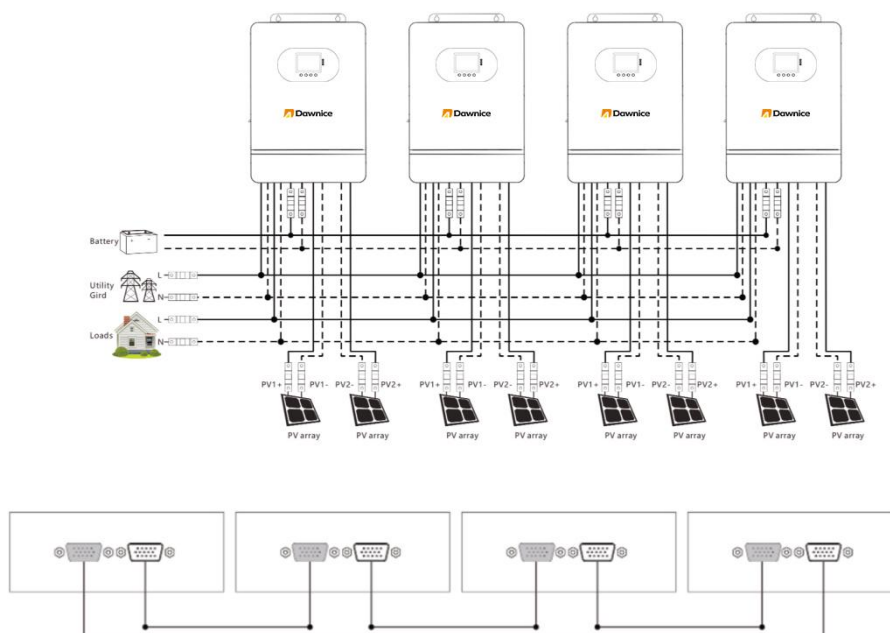 Dawnice Dawnice Dawnice Dawnice
Battery
Utility
Gird
L
N
Loads
L
N
PV1+ PV1- PV2- PV2+ PV1+ PV1- PV2- PV2+ PV1+ PV1- PV2- PV2+ PV1+ PV1- PV2- PV2+
PV array PV array PV array PV array PV array PV array PV array PV array